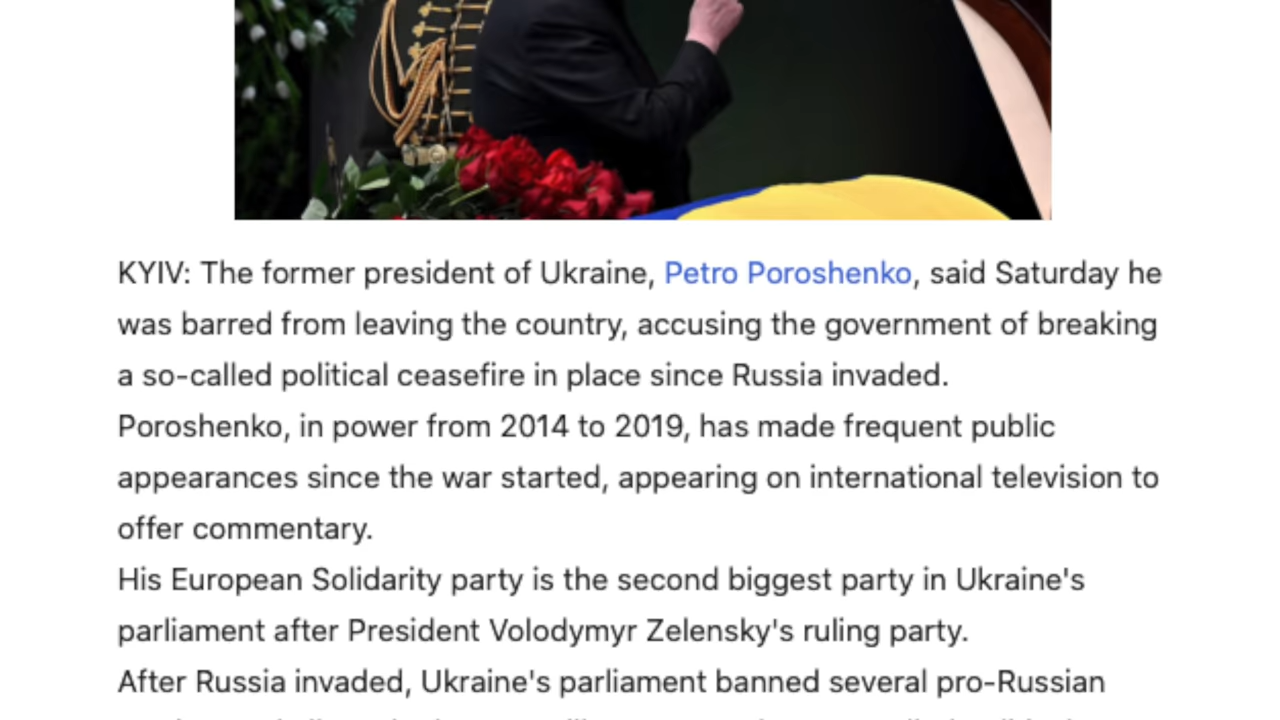 KYIV: The former president of Ukraine, Petro Poroshenko, said Saturday he
was barred from leaving the country, accusing the government of breaking
a so-called political ceasefire in place since Russia invaded.
Poroshenko, in power from 2014 to 2019, has made frequent public
appearances since the war started, appearing on international television to
offer commentary.
His European Solidarity party is the second biggest party in Ukraine's
parliament after President Volodymyr Zelensky's ruling party.
After Russia invaded, Ukraine's parliament banned several pro-Russian